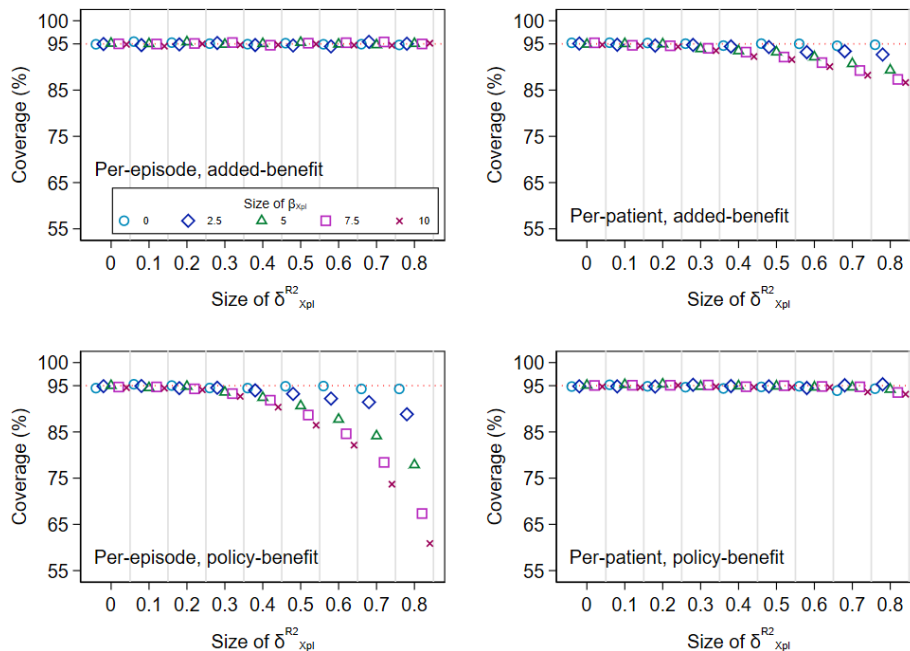 100
95
85
75
65
55
Coverage (%)
Per-episode, added-benefit
Size of βXpl
0 2.5 5 7.5 10
0 0.1 0.2 0.3 0.4 0.5 0.6 0.7 0.8
Size of δR2Xpl
100
95
85
75
65
55
Coverage (%)
Per-patient, added-benefit
0 0.1 0.2 0.3 0.4 0.5 0.6 0.7 0.8
Size of δR2Xpl
100
95
85
75
65
55
Coverage (%)
Per-episode, policy-benefit
0 0.1 0.2 0.3 0.4 0.5 0.6 0.7 0.8
Size of δR2Xpl
100
95
85
75
65
55
Coverage (%)
Per-patient, policy-benefit
0 0.1 0.2 0.3 0.4 0.5 0.6 0.7 0.8
Size of δR2Xpl